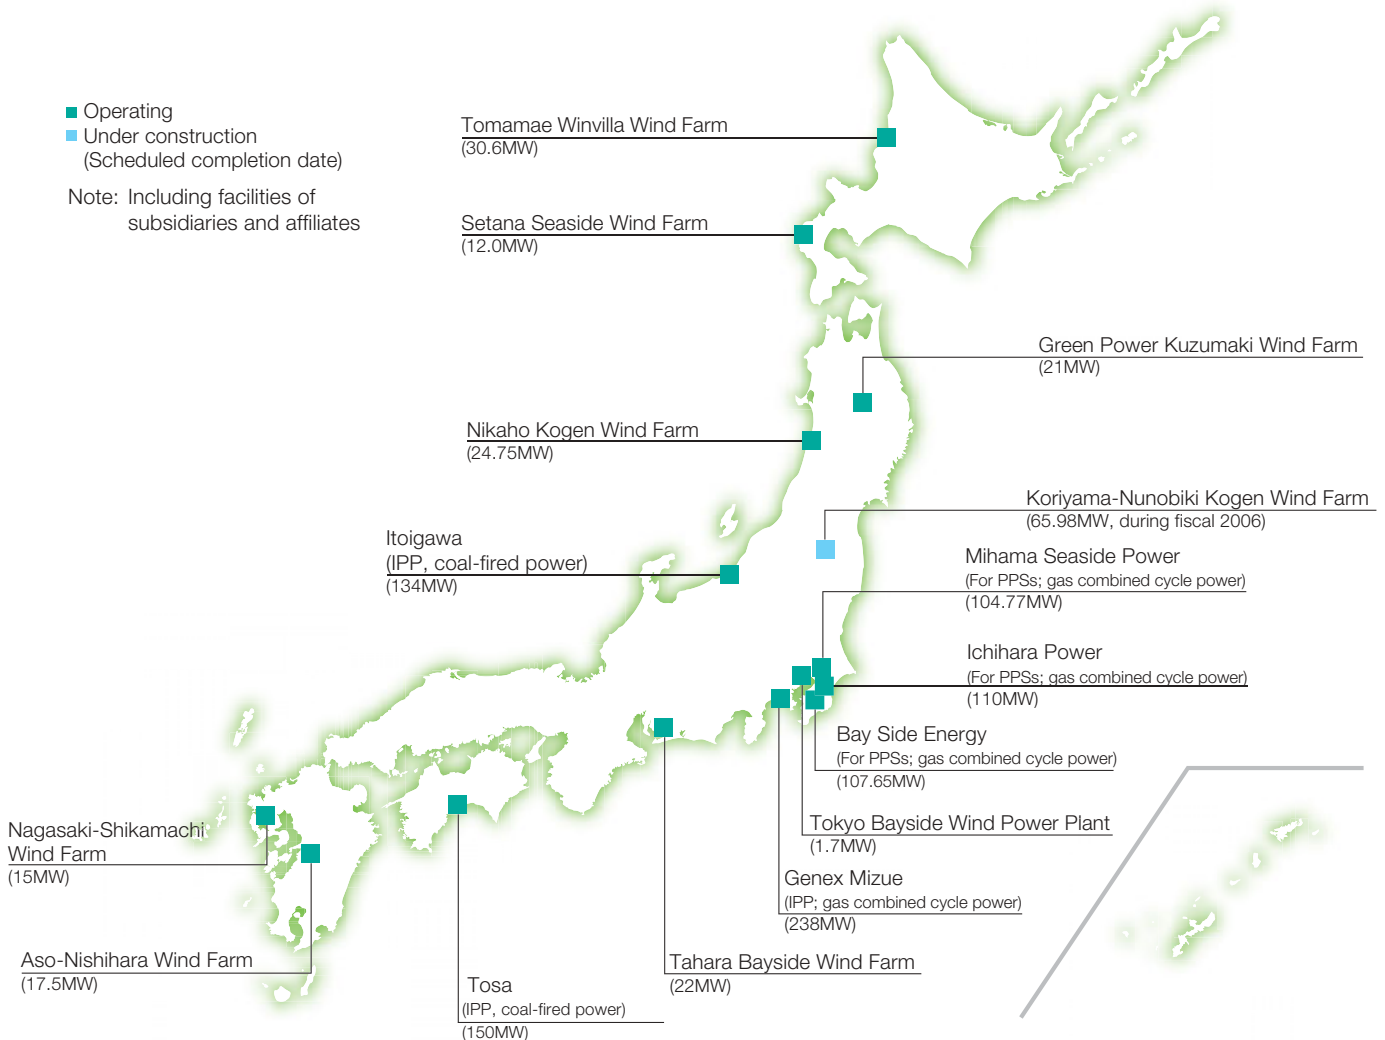 Operating
Under construction
(Scheduled completion date)
Note: Including facilities of
subsidiaries and affiliates
Tomamae Winvilla Wind Farm
(30.6MW)
Setana Seaside Wind Farm
(12.0MW)
Green Power Kuzumaki Wind Farm
(21MW)
Nikaho Kogen Wind Farm
(24.75MW)
Koriyama-Nunobiki Kogen Wind Farm
(65.98MW, during fiscal 2006)
Itoigawa
(IPP, coal-fired power)
(134MW)
Mihama Seaside Power
(For PPSs; gas combined cycle power)
(104.77MW)
Ichihara Power
(For PPSs; gas combined cycle power)
(110MW)
Bay Side Energy
(For PPSs; gas combined cycle power)
(107.65MW)
Tokyo Bayside Wind Power Plant
(1.7MW)
Genex Mizue
(IPP; gas combined cycle power)
(238MW)
Nagasaki-Shikamachi
Wind Farm
(15MW)
Aso-Nishihara Wind Farm
(17.5MW)
Tahara Bayside Wind Farm
(22MW)
Tosa
(IPP, coal-fired power)
(150MW)